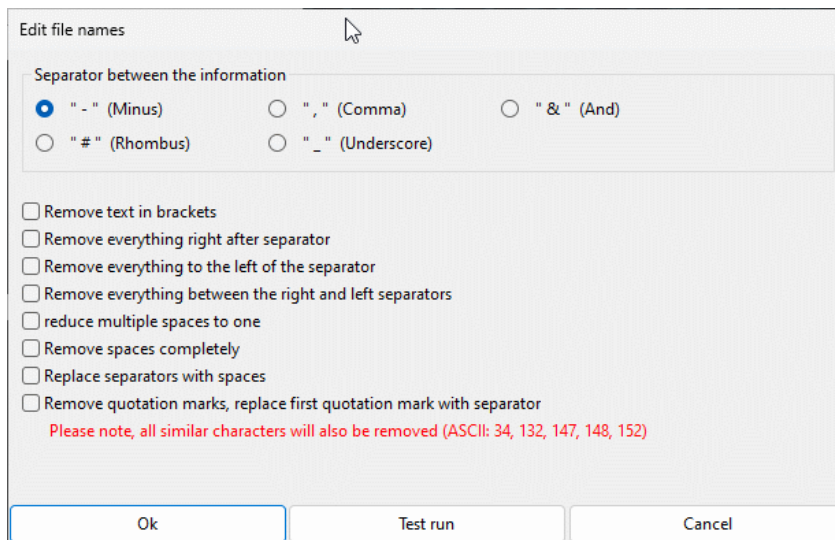 Edit file names
Separator between the information
" - " (Minus)
" , " (Comma)
" & " (And)
" # " (Rhombus)
" _ " (Underscore)
Remove text in brackets
Remove everything right after separator
Remove everything to the left of the separator
Remove everything between the right and left separators
reduce multiple spaces to one
Remove spaces completely
Replace separators with spaces
Remove quotation marks, replace first quotation mark with separator
Please note, all similar characters will also be removed (ASCII: 34, 132, 147, 148, 152)
Ok
Test run
Cancel